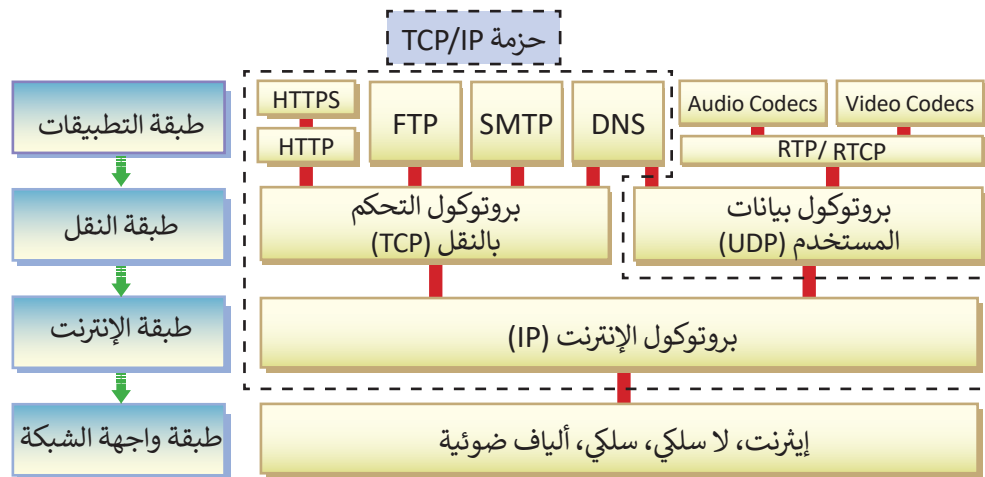 حزمة TCP/IP
طبقة التطبيقات
HTTPS
HTTP
FTP
SMTP
DNS
Audio Codecs
Video Codecs
RTP/ RTCP
طبقة النقل
بروتوكول التحكم
بالنقل (TCP)
بروتوكول بيانات
المستخدم (UDP)
طبقة الإنترنت
بروتوكول الإنترنت (IP)
طبقة واجهة الشبكة
إيثرنت، لا سلكي، سلكي، ألياف ضوئية